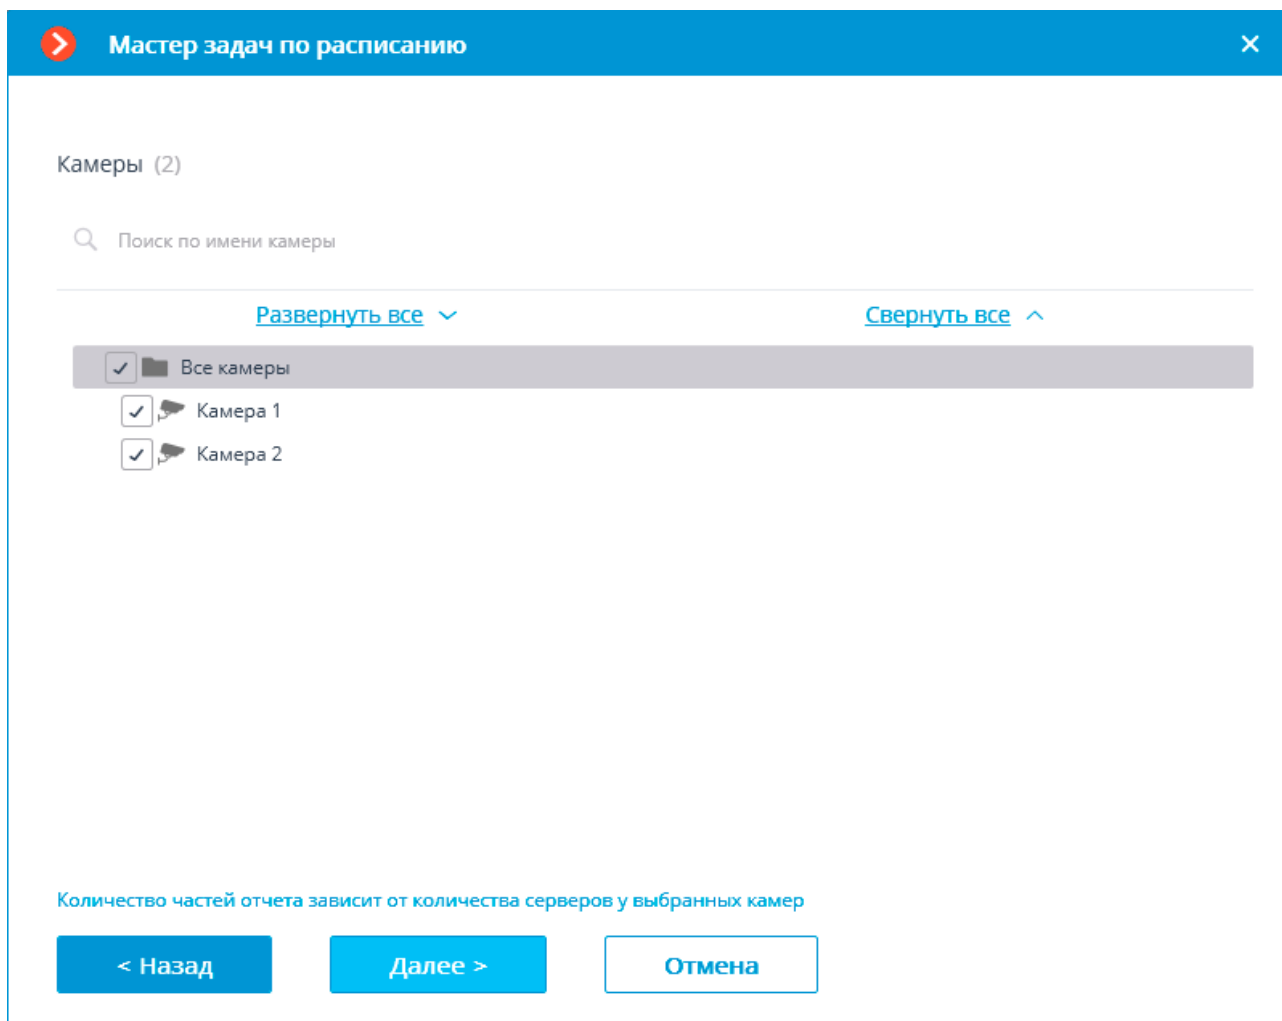 Мастер задач по расписанию
Камеры (2)
Поиск по имени камеры
Развернуть все
Свернуть все
Все камеры
Камера 1
Камера 2
Количество частей отчета зависит от количества серверов у выбранных камер
< Назад
Далее >
Отмена